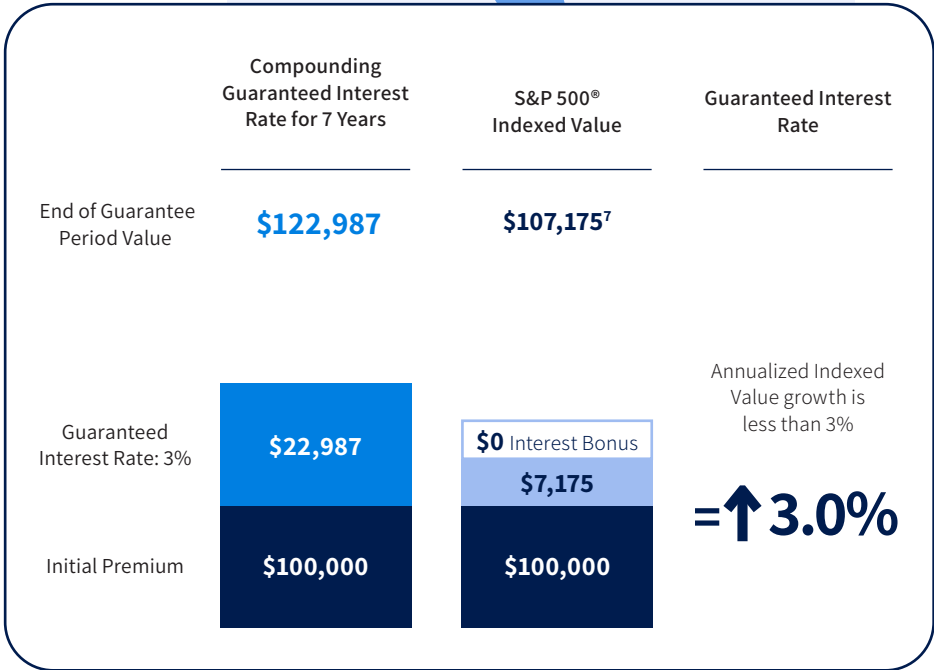 Compounding
Guaranteed Interest
Rate for 7 Years
S&P 500®
Indexed Value
Guaranteed Interest
Rate
End of Guarantee
Period Value
$122,987
$107,175⁷
Guaranteed
Interest Rate: 3%
$22,987
$0 Interest Bonus
$7,175
Annualized Indexed
Value growth is
less than 3%
=↑3.0%
Initial Premium
$100,000
$100,000